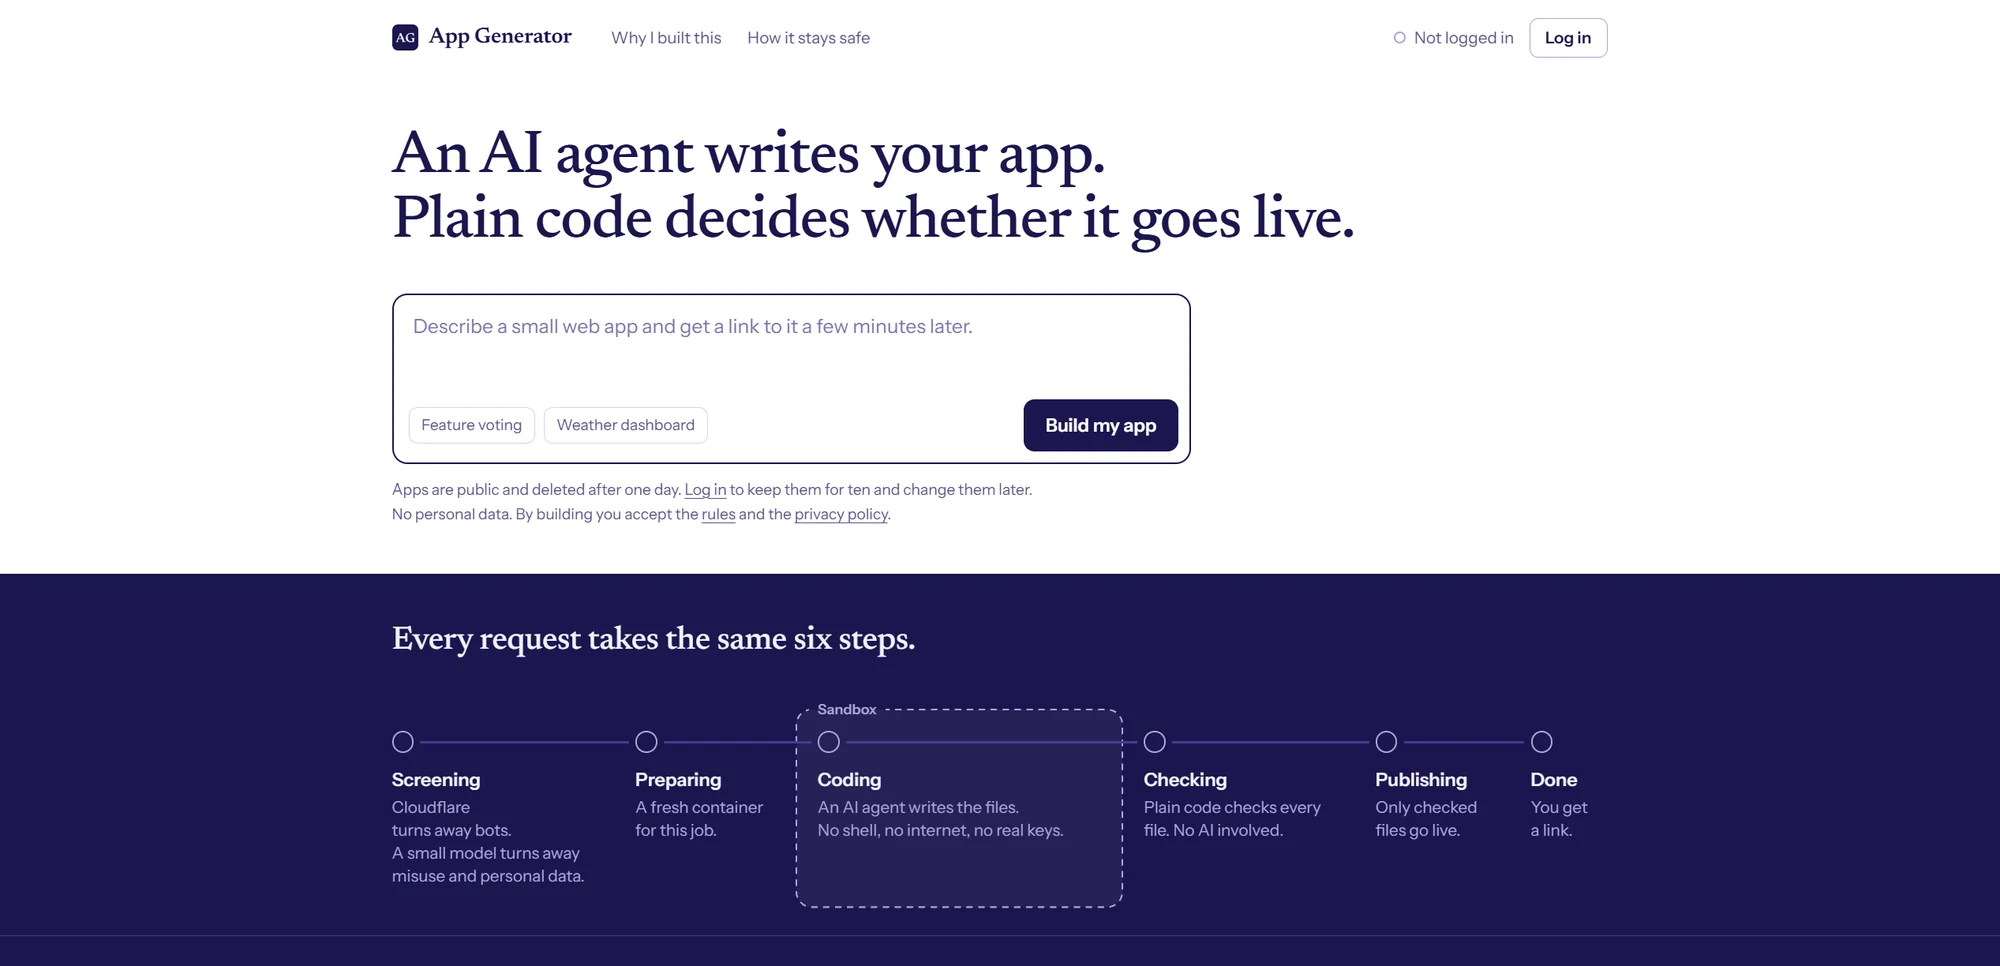 AG App Generator
Why I built this
How it stays safe
Not logged in
Log in
An AI agent writes your app.
Plain code decides whether it goes live.
Describe a small web app and get a link to it a few minutes later.
Feature voting
Weather dashboard
Build my app
Apps are public and deleted after one day. Log in to keep them for ten and change them later.
No personal data. By building you accept the rules and the privacy policy.
Every request takes the same six steps.
Screening
Cloudflare
turns away bots.
A small model turns away
misuse and personal data.
Preparing
A fresh container
for this job.
Sandbox
Coding
An AI agent writes the files.
No shell, no internet, no real keys.
Checking
Plain code checks every
file. No AI involved.
Publishing
Only checked
files go live.
Done
You get
a link.